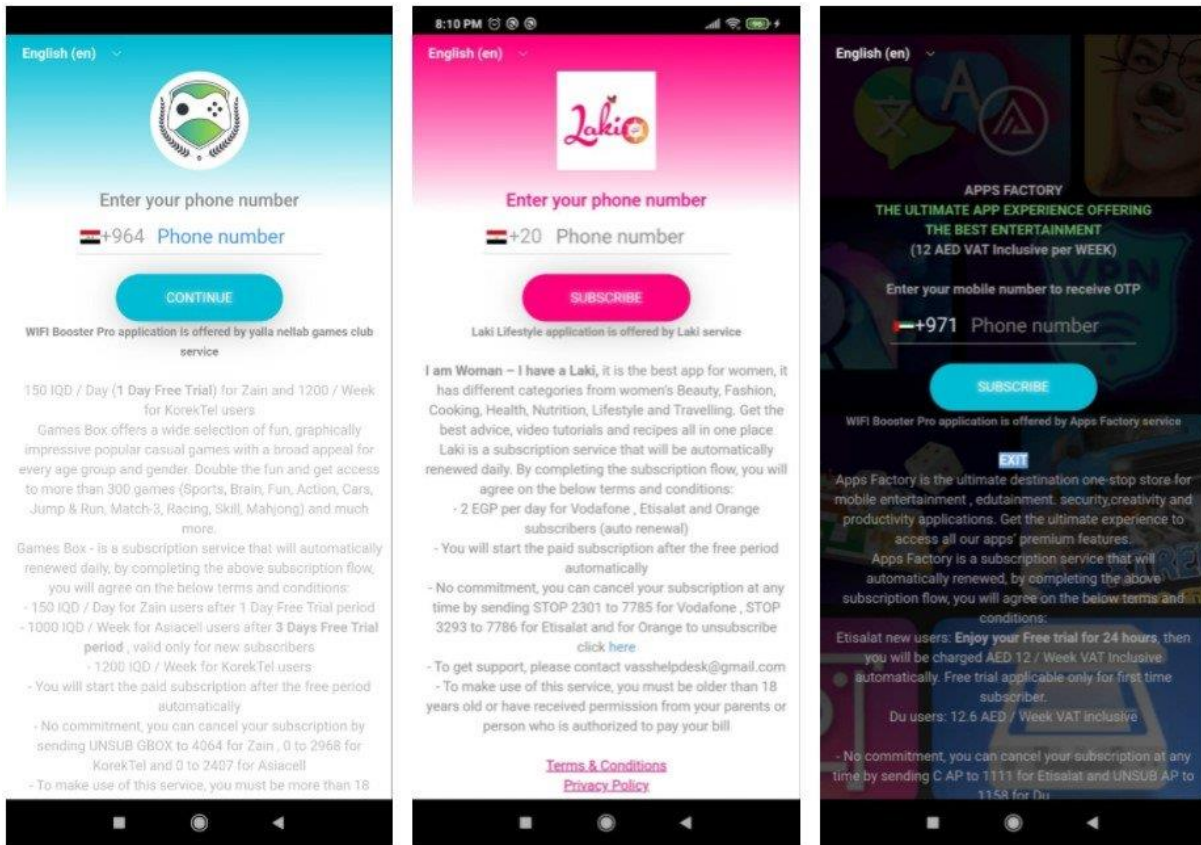 English (en)
Enter your phone number
+964 Phone number
CONTINUE
WIFI Booster Pro application is offered by yalla nellab games club
service
150 IQD / Day (1 Day Free Trial) for Zain and 1200 / Week
for KorekTel users
Games Box offers a wide selection of fun, graphically
impressive popular casual games with a broad appeal for
every age group and gender. Double the fun and get access
to more than 300 games (Sports, Brain, Fun, Action, Cars,
Jump & Run, Match-3, Racing, Skill, Mahjong) and much
more.
Games Box - is a subscription service that will automatically
renewed daily, by completing the above subscription flow,
you will agree on the below terms and conditions:
- 150 IQD / Day for Zain users after 1 Day Free Trial period
- 1000 IQD / Week for Asiacell users after 3 Days Free Trial
period , valid only for new subscribers
- 1200 IQD / Week for KorekTel users
- You will start the paid subscription after the free period
automatically
- No commitment, you can cancel your subscription by
sending UNSUB GBOX to 4064 for Zain , 0 to 2968 for
KorekTel and 0 to 2407 for Asiacell
- To make use of this service, you must be more than 18
8:10 PM
English (en)
Laki
Enter your phone number
+20 Phone number
SUBSCRIBE
Laki Lifestyle application is offered by Laki service
I am Woman – I have a Laki, it is the best app for women, it
has different categories from women's Beauty, Fashion,
Cooking, Health, Nutrition, Lifestyle and Travelling. Get the
best advice, video tutorials and recipes all in one place
Laki is a subscription service that will be automatically
renewed daily. By completing the subscription flow, you will
agree on the below terms and conditions:
- 2 EGP per day for Vodafone , Etisalat and Orange
subscribers (auto renewal)
- You will start the paid subscription after the free period
automatically
- No commitment, you can cancel your subscription at any
time by sending STOP 2301 to 7785 for Vodafone , STOP
3293 to 7786 for Etisalat and for Orange to unsubscribe
click here
- To get support, please contact vasshelpdesk@gmail.com
- To make use of this service, you must be older than 18
years old or have received permission from your parents or
person who is authorized to pay your bill
Terms & Conditions
Privacy Policy
English (en)
A
APPS FACTORY
THE ULTIMATE APP EXPERIENCE OFFERING
THE BEST ENTERTAINMENT
(12 AED VAT Inclusive per WEEK)
VPN
Enter your mobile number to receive OTP
+971 Phone number
SUBSCRIBE
WIFI Booster Pro application is offered by Apps Factory service
EXIT
Apps Factory is the ultimate destination one-stop store for
mobile entertainment , edutainment. security,creativity and
productivity applications. Get the ultimate experience to
access all our apps' premium features.
Apps Factory is a subscription service that will
automatically renewed, by completing the above
subscription flow, you will agree on the below terms and
conditions:
Etisalat new users: Enjoy your Free trial for 24 hours, then
you will be charged AED 12 / Week VAT Inclusive
automatically. Free trial applicable only for first time
subscriber.
Du users: 12.6 AED / Week VAT inclusive
- No commitment, you can cancel your subscription at any
time by sending C AP to 1111 for Etisalat and UNSUB AP to
1158 for Du